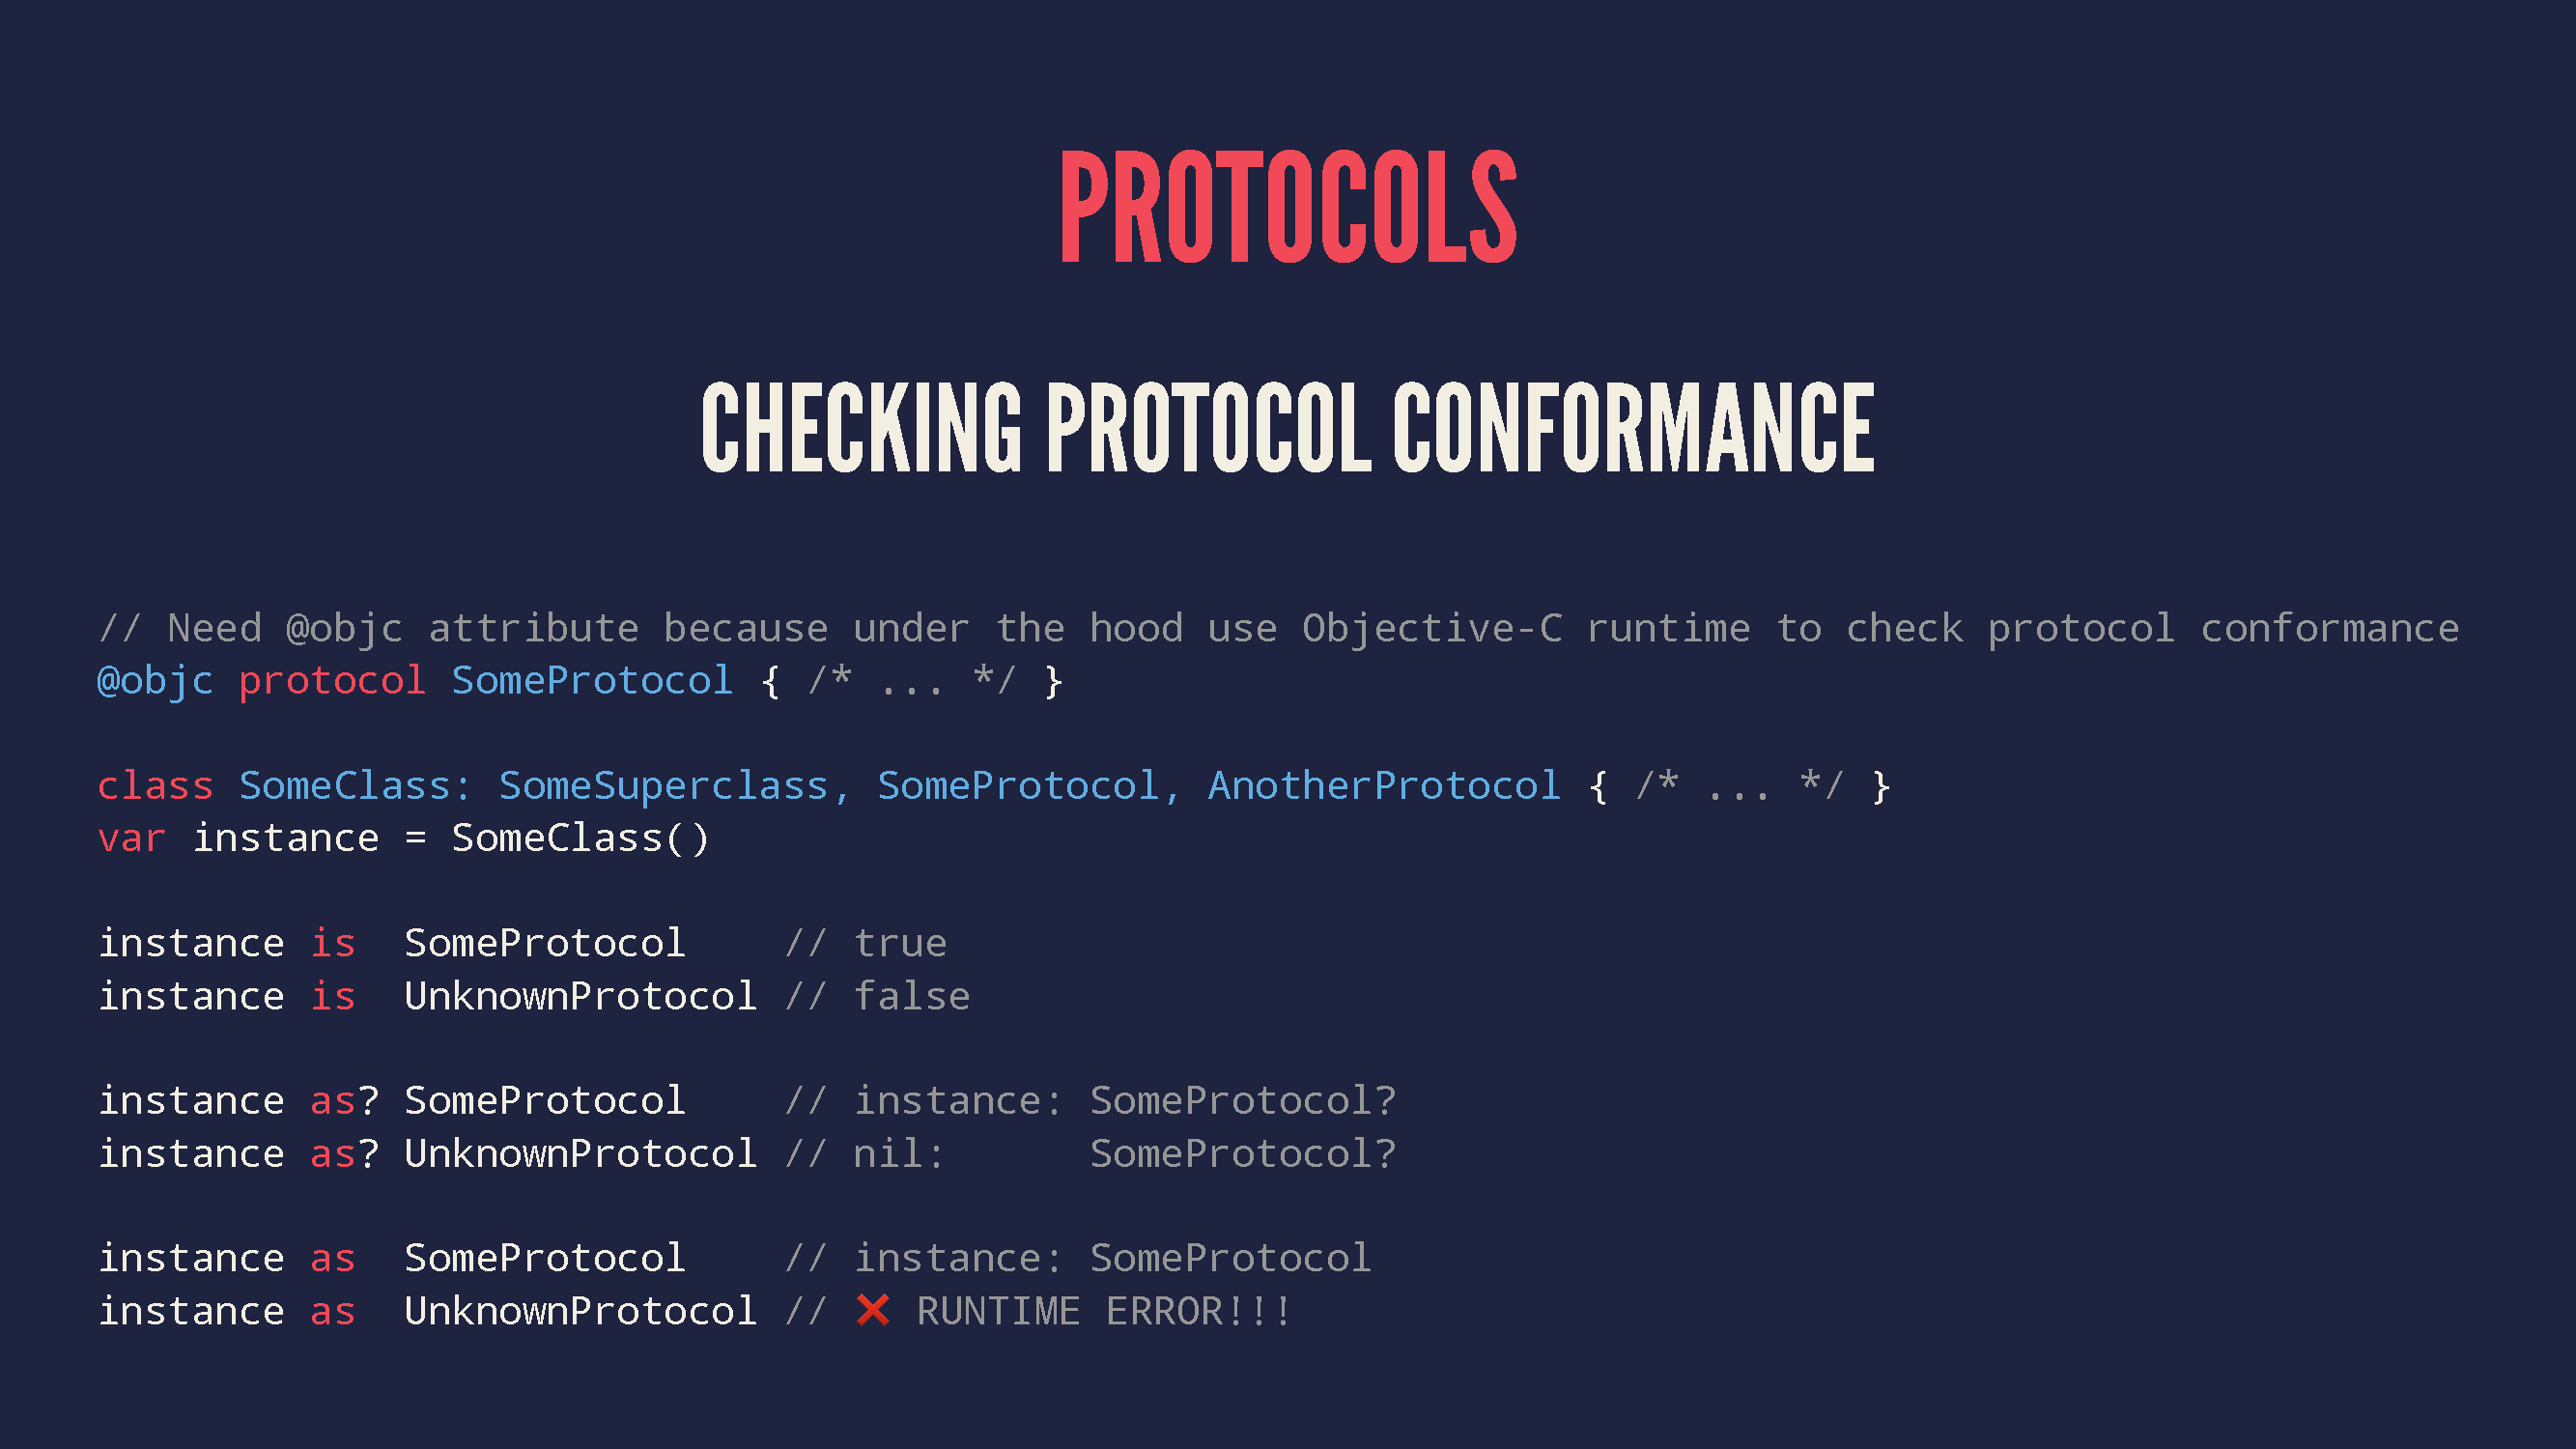 PROTOCOLS
CHECKING PROTOCOL CONFORMANCE
// Need @objc attribute because under the hood use Objective-C runtime to check protocol conformance
@objc protocol SomeProtocol { /* ... */ }
class SomeClass: SomeSuperclass, SomeProtocol, AnotherProtocol { /* ... */ }
var instance = SomeClass()
instance is  SomeProtocol    // true
instance is  UnknownProtocol // false
instance as? SomeProtocol    // instance: SomeProtocol?
instance as? UnknownProtocol // nil:      SomeProtocol?
instance as  SomeProtocol    // instance: SomeProtocol
instance as  UnknownProtocol // ❌ RUNTIME ERROR!!!